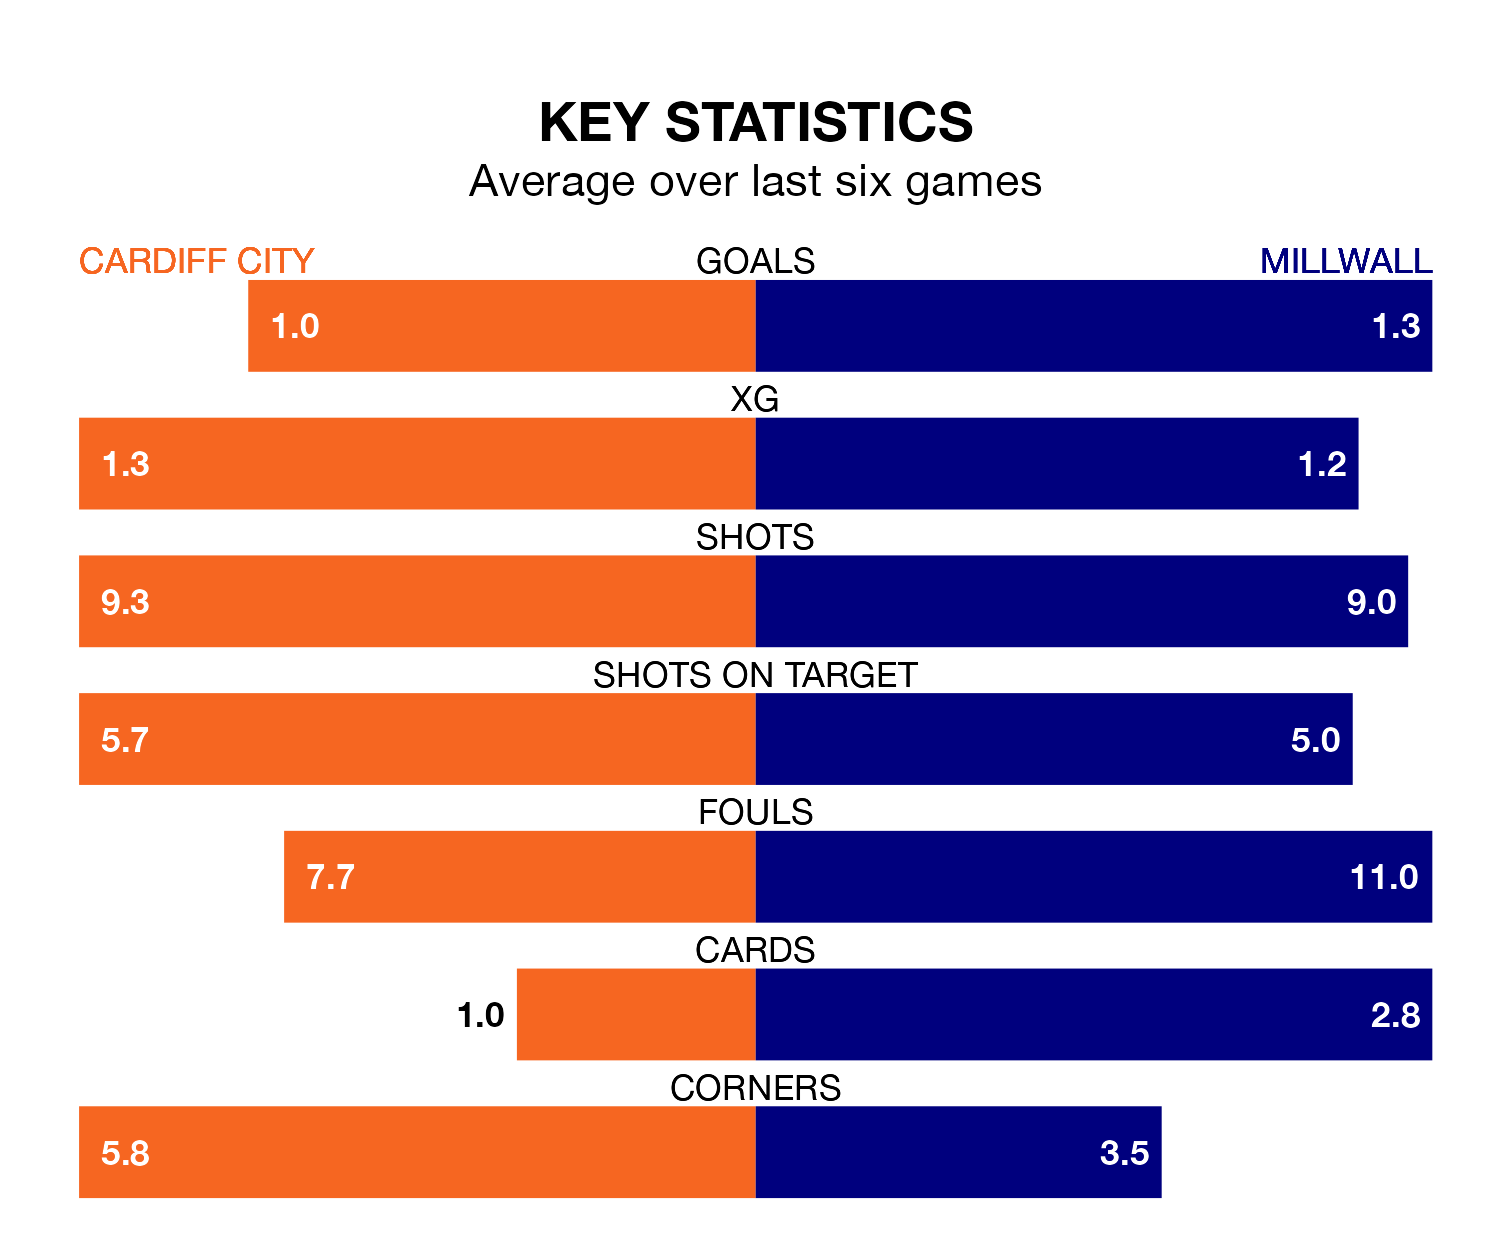 KEY STATISTICS
Average over last six games
CARDIFF CITY GOALS MILLWALL
1.0 1.3
XG
1.3 1.2
SHOTS
9.3 9.0
SHOTS ON TARGET
5.7 5.0
FOULS
7.7 11.0
CARDS
1.0 2.8
CORNERS
5.8 3.5